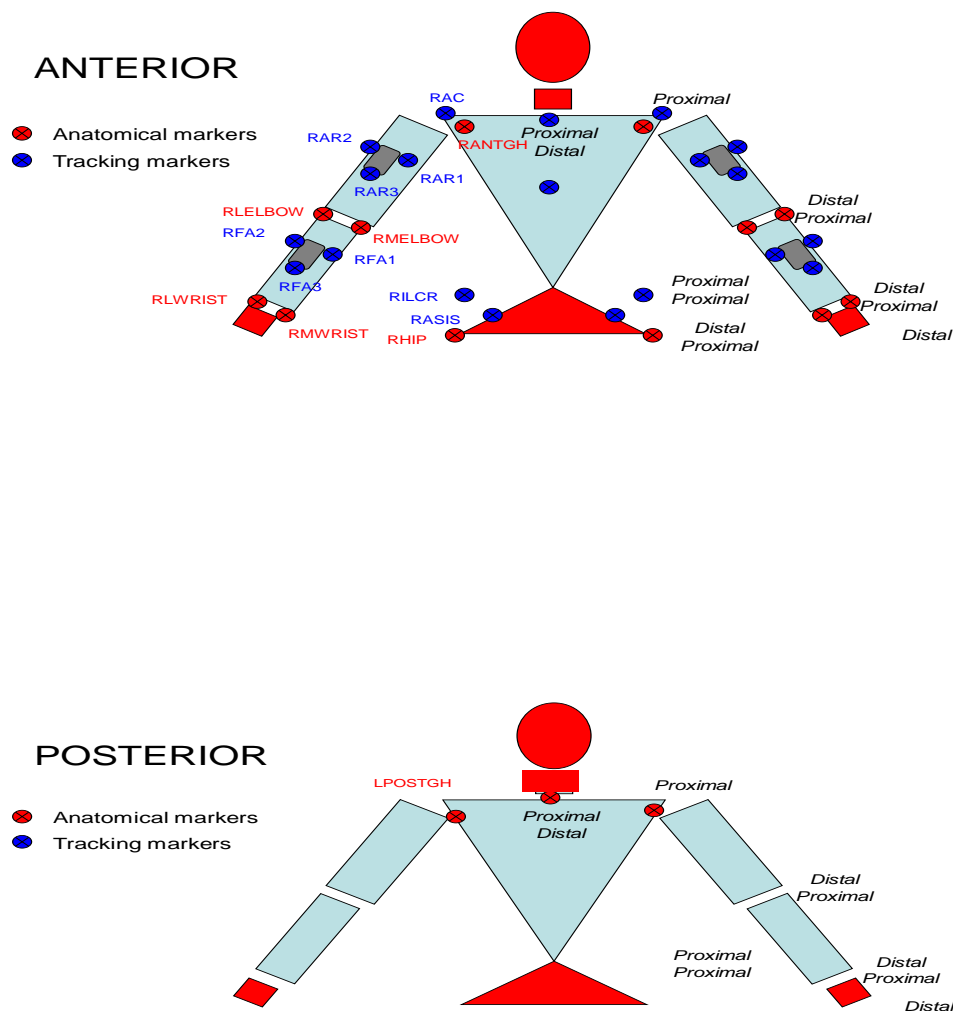 ANTERIOR
Anatomical markers
Tracking markers
RAC
Proximal
RAR2
RANTGH
Proximal
Distal
RAR1
RAR3
RLELBOW
Distal
Proximal
RFA2
RMELBOW
RFA1
RFA3
RLWRIST
RILCR
Proximal
Proximal
Distal
Proximal
RASIS
RMWRIST
RHIP
Distal
Proximal
Distal
POSTERIOR
Anatomical markers
Tracking markers
LPOSTGH
Proximal
Proximal
Distal
Distal
Proximal
Proximal
Proximal
Distal
Proximal
Distal